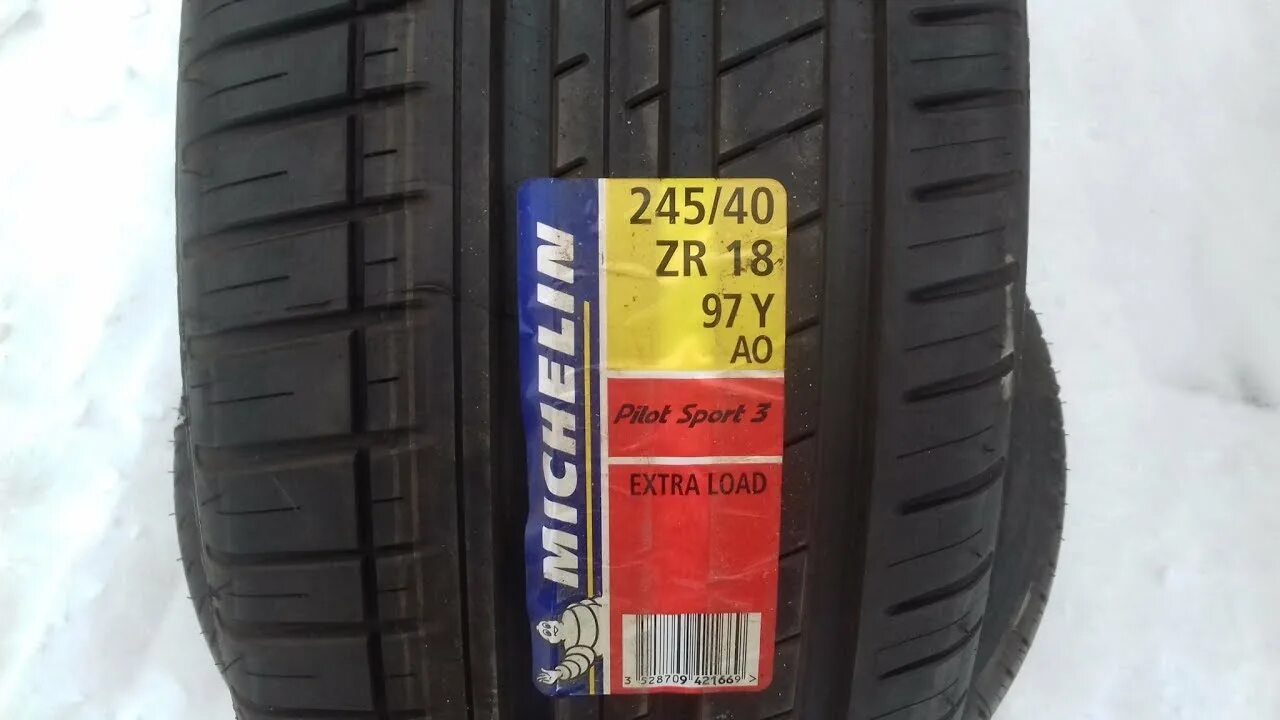 MICHELIN
245/40
ZR 18
97 Y
AO
Pilot Sport 3
EXTRA LOAD
3 528709 421669 >